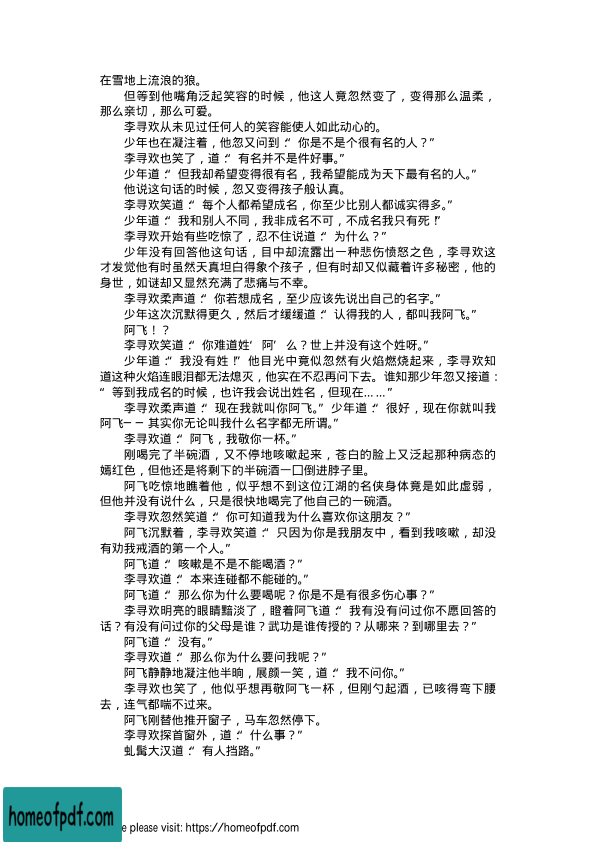 在雪地上流浪的狼。
但等到他嘴角泛起笑容的时候，他这人竟忽然变了，变得那么温柔，
那么亲切，那么可爱。
李寻欢从未见过任何人的笑容能使人如此动心的。
少年也在凝注着，他忽又问到：“你是不是个很有名的人？”
李寻欢也笑了，道：“有名并不是件好事。”
少年道：“但我却希望变得很有名，我希望能成为天下最有名的人。”
他说这句话的时候，忽又变得孩子般认真。
李寻欢笑道：“每个人都希望成名，你至少比别人都诚实得多。”
少年道：“我和别人不同，我非成名不可，不成名我只有死！”
李寻欢开始有些吃惊了，忍不住说道：“为什么？”
少年没有回答他这句话，目中却流露出一种悲伤愤怒之色，李寻欢这
才发觉他有时虽然天真坦白得象个孩子，但有时却又似藏着许多秘密，他的
身世，如谜却又显然充满了悲痛与不幸。
李寻欢柔声道：“你若想成名，至少应该先说出自己的名字。”
少年这次沉默得更久，然后才缓缓道：“认得我的人，都叫我阿飞。”
阿飞！？
李寻欢笑道：“你难道姓‘阿’么？世上并没有这个姓呀。”
少年道：“我没有姓！”他目光中竟似忽然有火焰燃烧起来，李寻欢知
道这种火焰连眼泪都无法熄灭，他实在不忍再问下去。谁知那少年忽又接道：
“等到我成名的时候，也许我会说出姓名，但现在……”
李寻欢柔声道：“现在我就叫你阿飞。”少年道：“很好，现在你就叫我
阿飞——其实你无论叫我什么名字都无所谓。”
李寻欢道：“阿飞，我敬你一杯。”
刚喝完了半碗酒，又不停地咳嗽起来，苍白的脸上又泛起那种病态的
嫣红色，但他还是将剩下的半碗酒一口倒进脖子里。
阿飞吃惊地瞧着他，似乎想不到这位江湖的名侠身体竟是如此虚弱，
但他并没有说什么，只是很快地喝完了他自己的一碗酒。
李寻欢忽然笑道：“你可知道我为什么喜欢你这朋友？”
阿飞沉默着，李寻欢笑道：“只因为你是我朋友中，看到我咳嗽，却没
有劝我戒酒的第一个人。”
阿飞道：“咳嗽是不是不能喝酒？”
李寻欢道：“本来连碰都不能碰的。”
阿飞道：“那么你为什么要喝呢？你是不是有很多伤心事？”
李寻欢明亮的眼睛黯淡了，瞪着阿飞道：“我有没有问过你不愿回答的
话？有没有问过你的父母是谁？武功是谁传授的？从哪来？到哪里去？”
阿飞道：“没有。”
李寻欢道：“那么你为什么要问我呢？”
阿飞静静地凝注他半晌，展颜一笑，道：“我不问你。”
李寻欢也笑了，他似乎想再敬阿飞一杯，但刚勺起酒，已咳得弯下腰
去，连气都喘不过来。
阿飞刚替他推开窗子，马车忽然停下。
李寻欢探首窗外，道：“什么事？”
虬髯大汉道：“有人挡路。”
homeofpdf.com
e please visit: https://homeofpdf.com